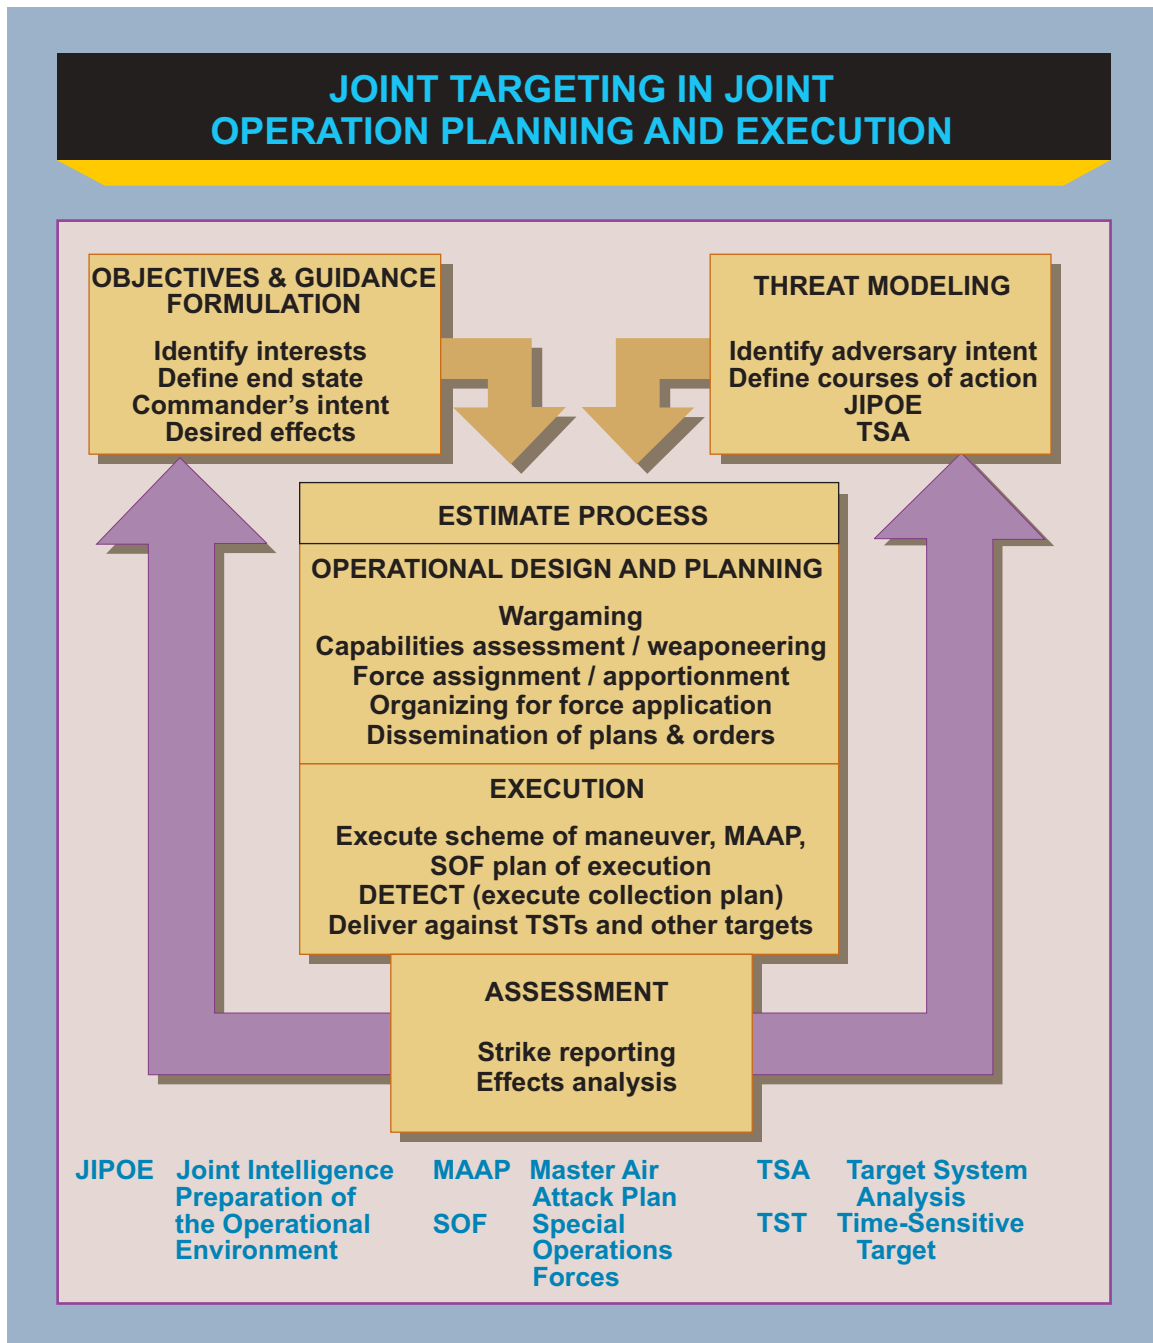 JOINT TARGETING IN JOINT
OPERATION PLANNING AND EXECUTION
OBJECTIVES & GUIDANCE
FORMULATION
Identify interests
Define end state
Commander's intent
Desired effects
THREAT MODELING
Identify adversary intent
Define courses of action
JIPOE
TSA
ESTIMATE PROCESS
OPERATIONAL DESIGN AND PLANNING
Wargaming
Capabilities assessment / weaponeering
Force assignment / apportionment
Organizing for force application
Dissemination of plans & orders
EXECUTION
Execute scheme of maneuver, MAAP,
SOF plan of execution
DETECT (execute collection plan)
Deliver against TSTs and other targets
ASSESSMENT
Strike reporting
Effects analysis
JIPOE Joint Intelligence
Preparation of
the Operational
Environment
MAAP Master Air
Attack Plan
SOF Special
Operations
Forces
TSA Target System
Analysis
TST Time-Sensitive
Target